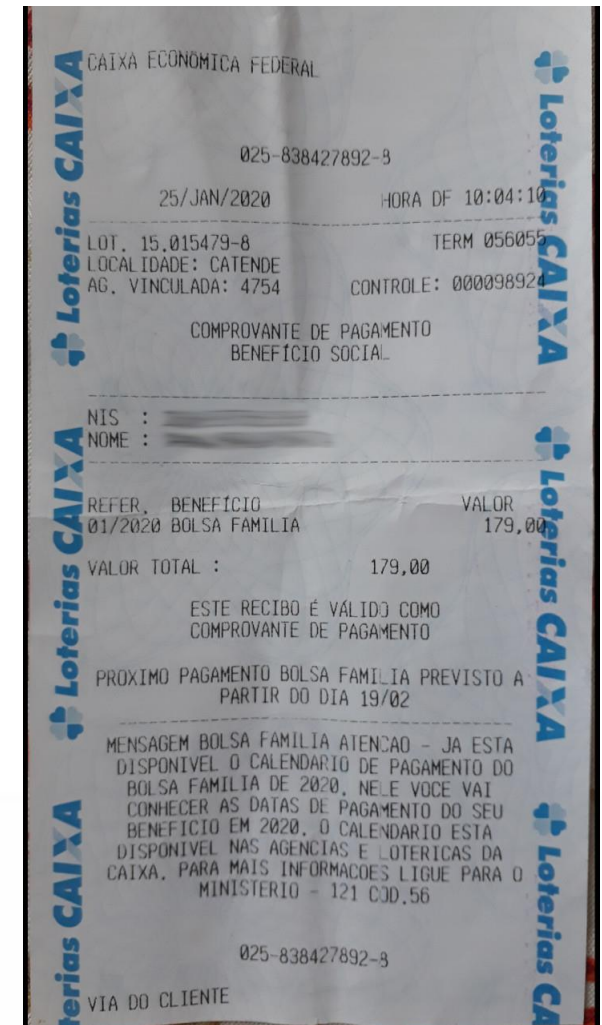 CAIXA ECONOMICA FEDERAL
025-838427892-8
25/JAN/2020 HORA DF 10:04:10
LOT. 15.015479-8 TERM 056055
LOCALIDADE: CATENDE
AG. VINCULADA: 4754 CONTROLE: 000098924
COMPROVANTE DE PAGAMENTO
BENEFÍCIO SOCIAL
NIS :
NOME :
REFER. BENEFÍCIO VALOR
01/2020 BOLSA FAMILIA 179,00
VALOR TOTAL : 179,00
ESTE RECIBO É VÁLIDO COMO
COMPROVANTE DE PAGAMENTO
PROXIMO PAGAMENTO BOLSA FAMILIA PREVISTO A
PARTIR DO DIA 19/02
MENSAGEM BOLSA FAMILIA ATENCAO - JA ESTA
DISPONIVEL O CALENDARIO DE PAGAMENTO DO
BOLSA FAMILIA DE 2020. NELE VOCE VAI
CONHECER AS DATAS DE PAGAMENTO DO SEU
BENEFICIO EM 2020. O CALENDARIO ESTA
DISPONIVEL NAS AGENCIAS E LOTERICAS DA
CAIXA. PARA MAIS INFORMACOES LIGUE PARA O
MINISTERIO - 121 COD.56
025-838427892-8
VIA DO CLIENTE
Loterias CAIXA
Loterias CAIXA
terias CAIXA
Loterias CAIXA
Loterias CAIXA
Loterias CA